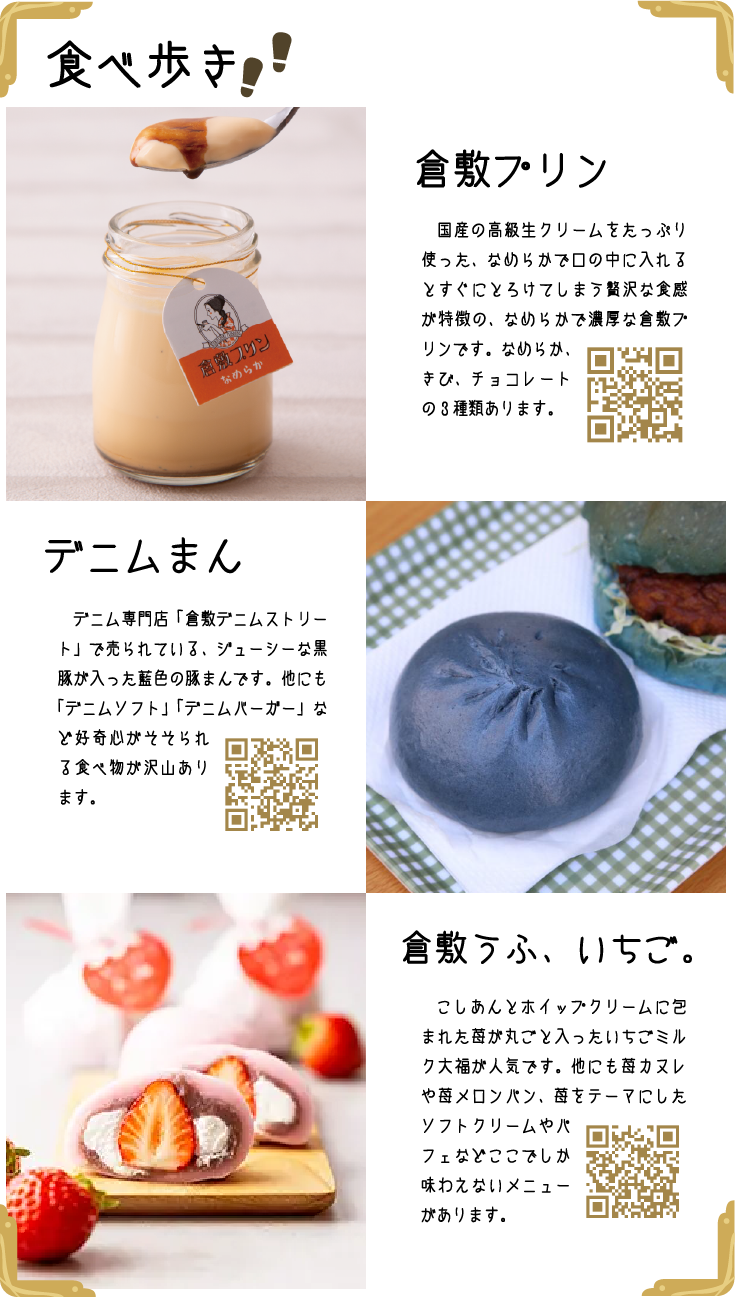 食べ歩き
倉敷プリン
国産の高級生クリームをたっぷり
使った、なめらかで口の中に入れる
とすぐにとろけてしまう贅沢な食感
が特徴の、なめらかで濃厚な倉敷プ
リンです。なめらか、
きび、チョコレート
の3種類あります。
倉敷プリン
なめらか
デニムまん
デニム専門店「倉敷デニムストリー
ト」で売られている、ジューシーな黒
豚が入った藍色の豚まんです。他にも
「デニムソフト」「デニムバーガー」な
ど好奇心がそそられ
る食べ物が沢山あり
ます。
倉敷うふ、いちご。
こしあんとホイップクリームに包
まれた苺が丸ごと入ったいちごミル
ク大福が人気です。他にも苺カヌレ
や苺メロンパン、苺をテーマにした
ソフトクリームやパ
フェなどここでしか
味わえないメニュー
があります。